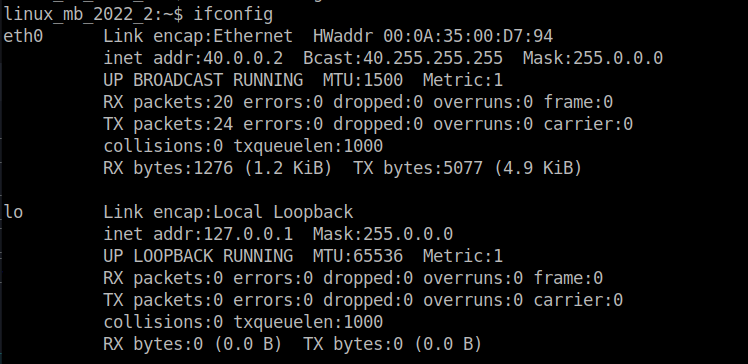 linux_mb_2022_2:~$ ifconfig
eth0      Link encap:Ethernet  HWaddr 00:0A:35:00:D7:94
          inet addr:40.0.0.2  Bcast:40.255.255.255  Mask:255.0.0.0
          UP BROADCAST RUNNING  MTU:1500  Metric:1
          RX packets:20 errors:0 dropped:0 overruns:0 frame:0
          TX packets:24 errors:0 dropped:0 overruns:0 carrier:0
          collisions:0 txqueuelen:1000
          RX bytes:1276 (1.2 KiB)  TX bytes:5077 (4.9 KiB)

lo        Link encap:Local Loopback
          inet addr:127.0.0.1  Mask:255.0.0.0
          UP LOOPBACK RUNNING  MTU:65536  Metric:1
          RX packets:0 errors:0 dropped:0 overruns:0 frame:0
          TX packets:0 errors:0 dropped:0 overruns:0 carrier:0
          collisions:0 txqueuelen:1000
          RX bytes:0 (0.0 B)  TX bytes:0 (0.0 B)